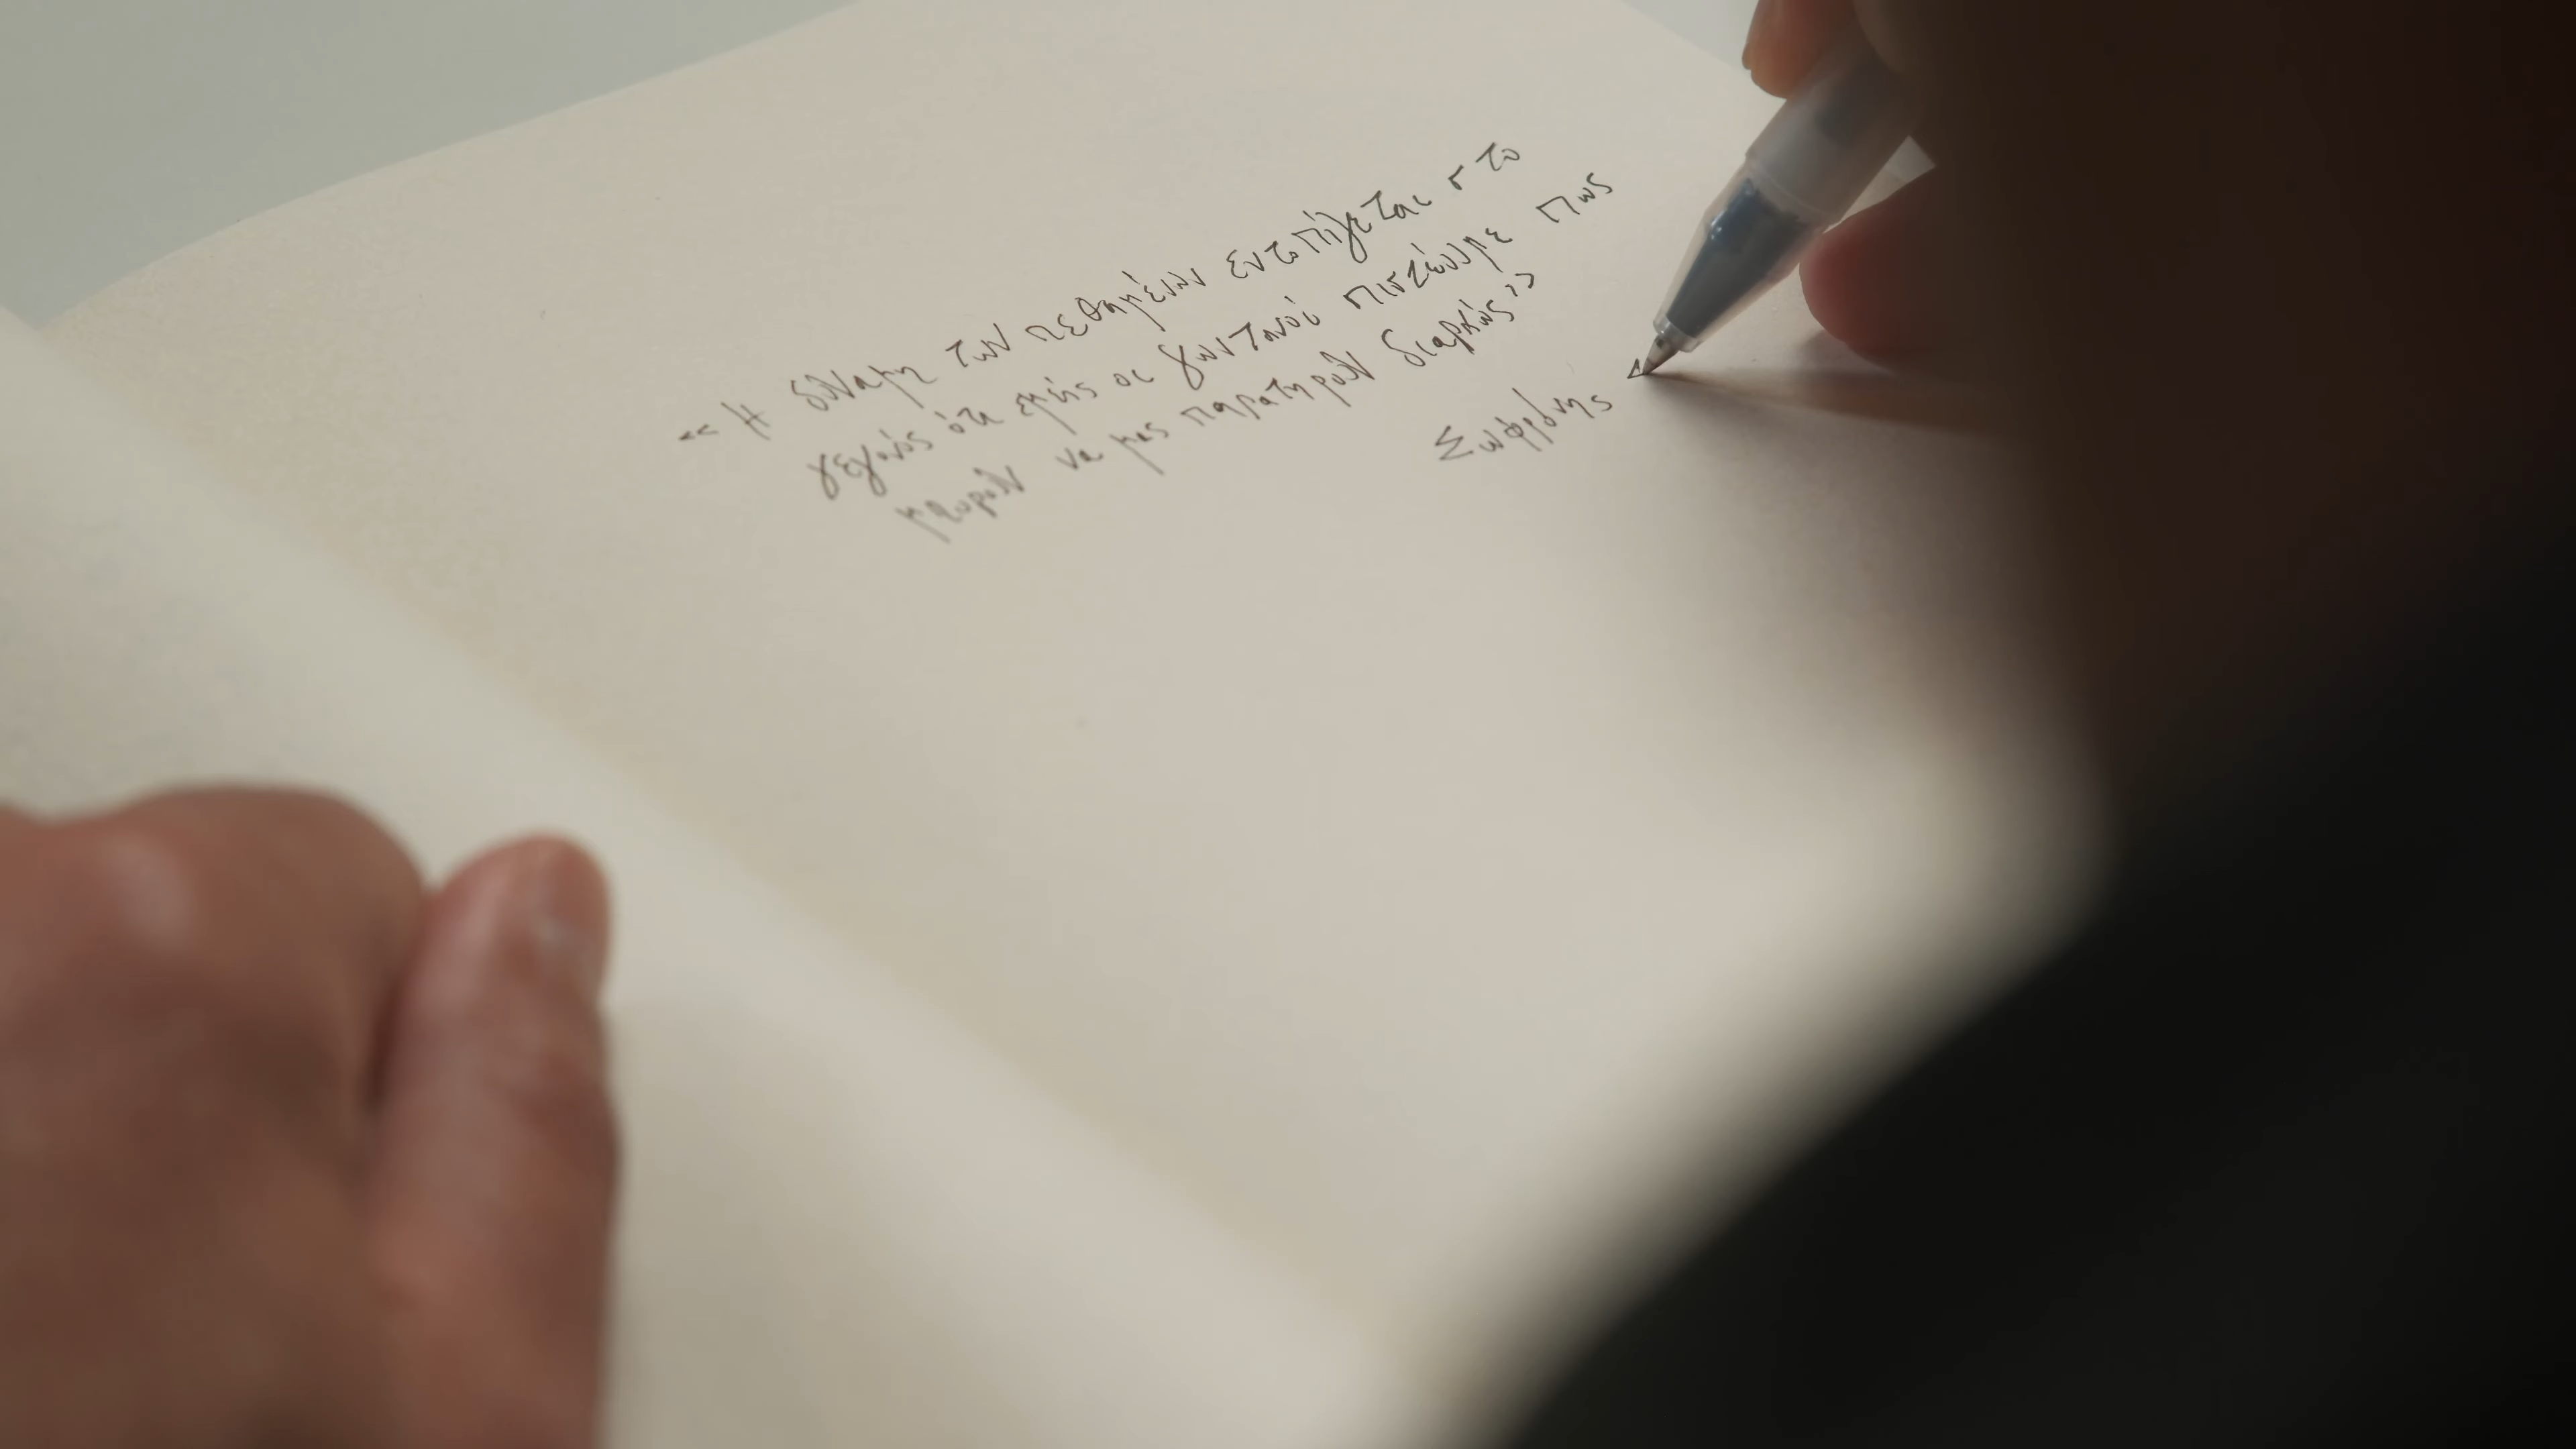 «Η δύναμη των πεθαμένων εντοπίζεται στο
γεγονός ότι εμείς οι ζωντανοί πιστεύουμε πως
μπορούν να μας παρατηρούν διαρκώς»
Σωφρόνης Δ